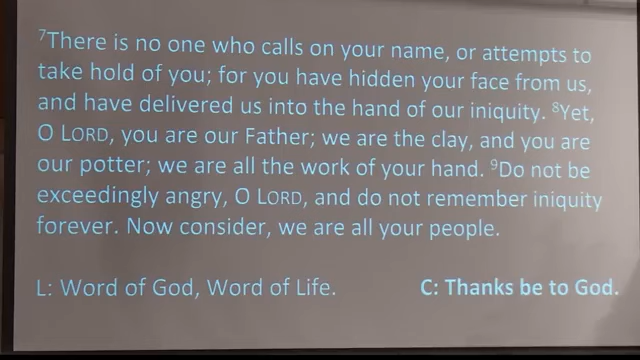 ⁷There is no one who calls on your name, or attempts to
take hold of you; for you have hidden your face from us,
and have delivered us into the hand of our iniquity. ⁸Yet,
O LORD, you are our Father; we are the clay, and you are
our potter; we are all the work of your hand. ⁹Do not be
exceedingly angry, O LORD, and do not remember iniquity
forever. Now consider, we are all your people.
L: Word of God, Word of Life. C: Thanks be to God.